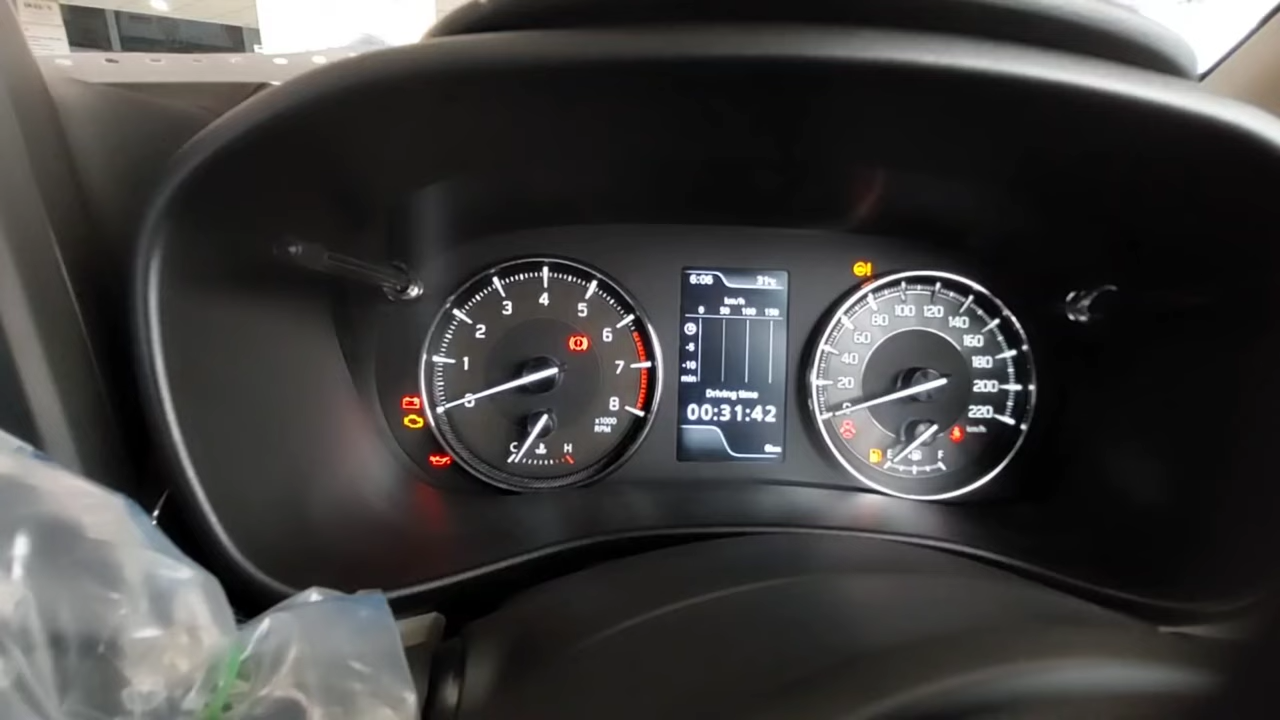 6:06 31°C
km/h
0 50 100 150
-5
-10
min
Driving time
00:31:42
0 1 2 3 4 5 6 7 8
x1000
RPM
C H
0 20 40 60 80 100 120 140 160 180 200 220
km/h
E F